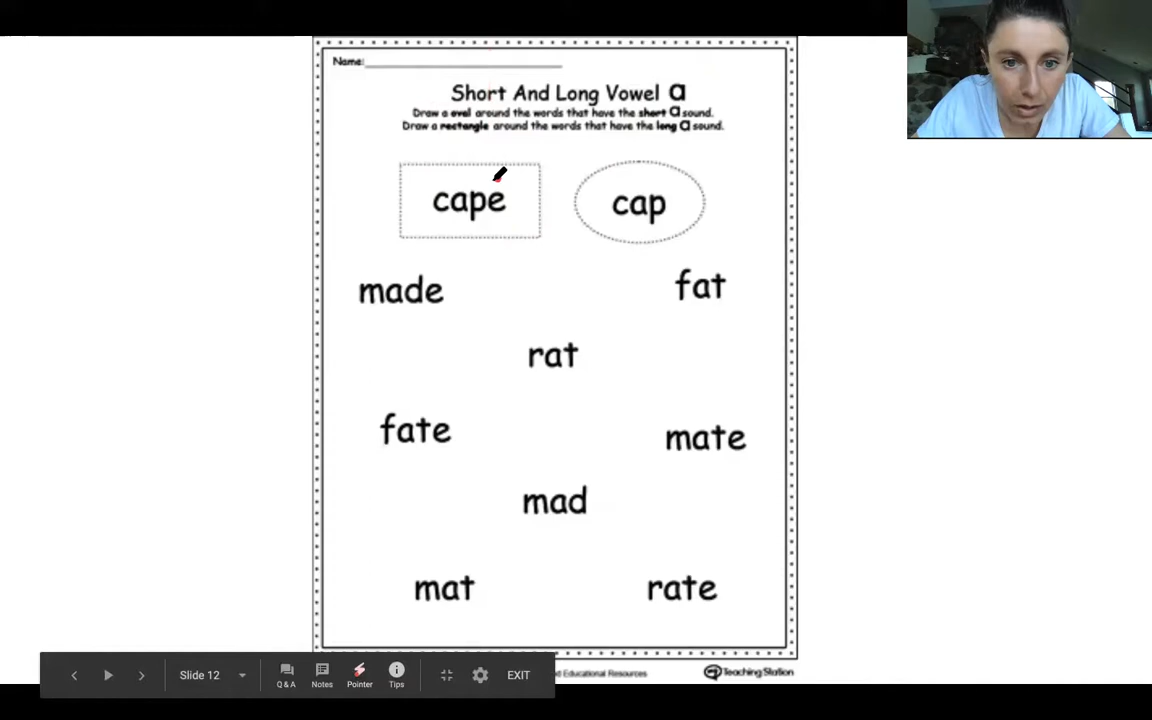 Name:
Short And Long Vowel a
Draw a oval around the words that have the short a sound.
Draw a rectangle around the words that have the long a sound.
cape
cap
made
fat
rat
fate
mate
mad
mat
rate
Slide 12
Q & A
Notes
Pointer
Tips
EXIT
d Educational Resources
Teaching Station